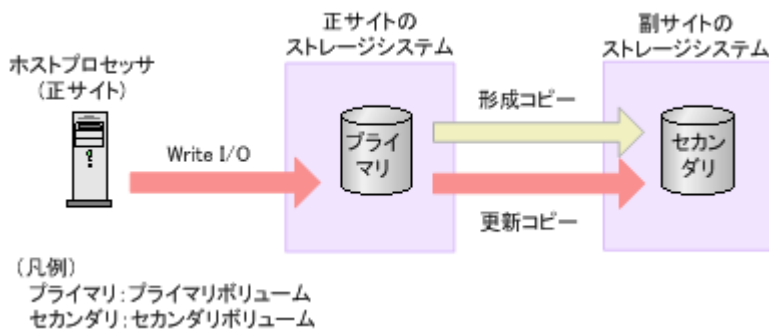 正サイトの
ストレージシステム
副サイトの
ストレージシステム
ホストプロセッサ
(正サイト)
形成コピー
プライ
マリ
セカン
ダリ
Write I/O
更新コピー
(凡例)
プライマリ:プライマリボリューム
セカンダリ:セカンダリボリューム